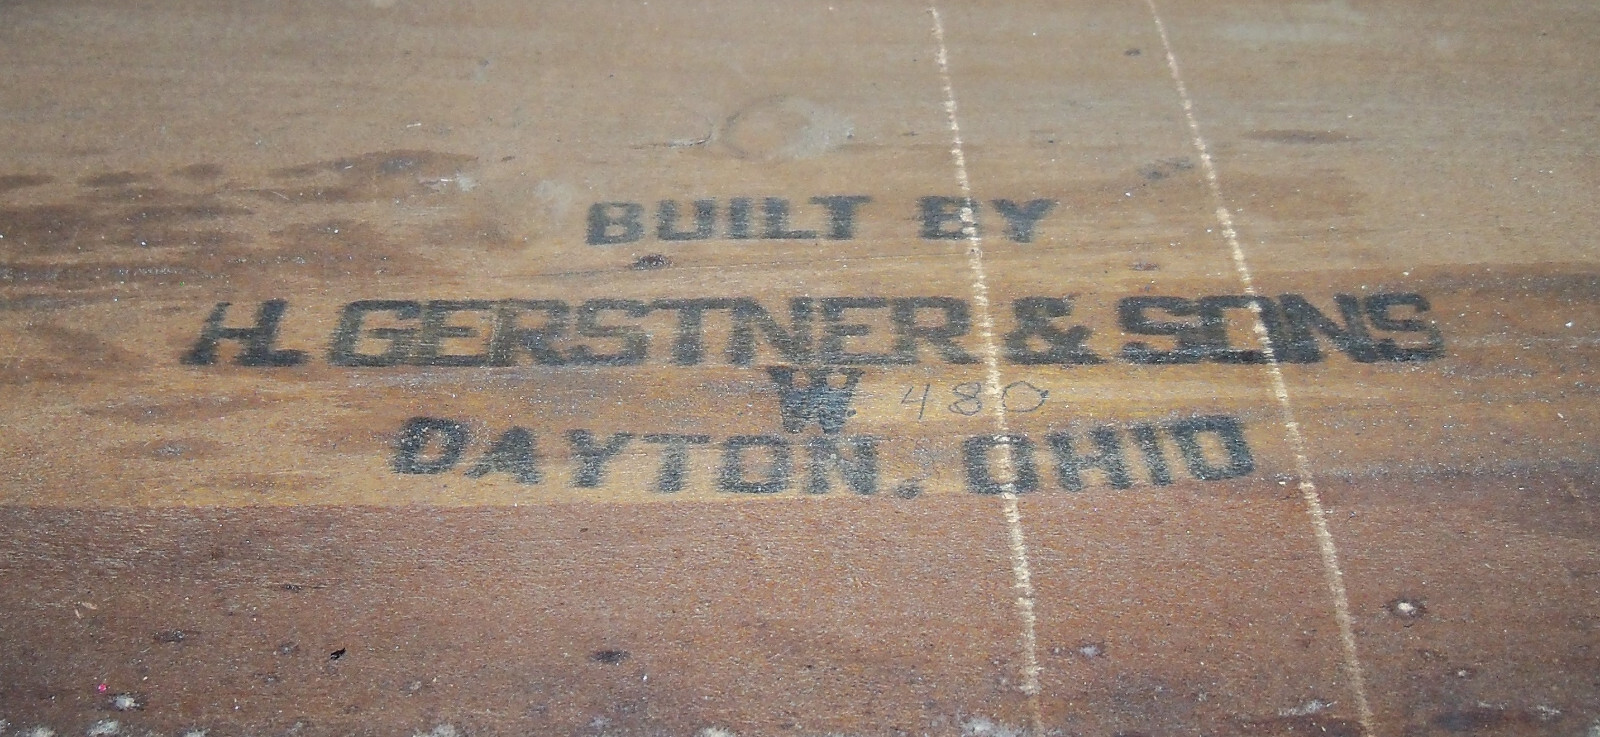 BUILT BY
H. GERSTNER & SONS
W. 480
DAYTON, OHIO